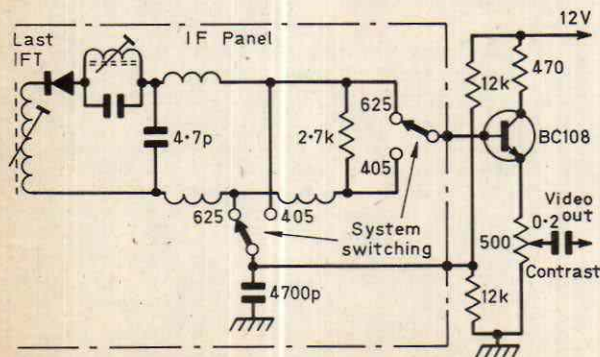 Last
IFT
IF Panel
12V
12k
470
625
4·7p
2·7k
BC108
405
Video
out
625
405
System
switching
0·2
500
Contrast
4700p
12k